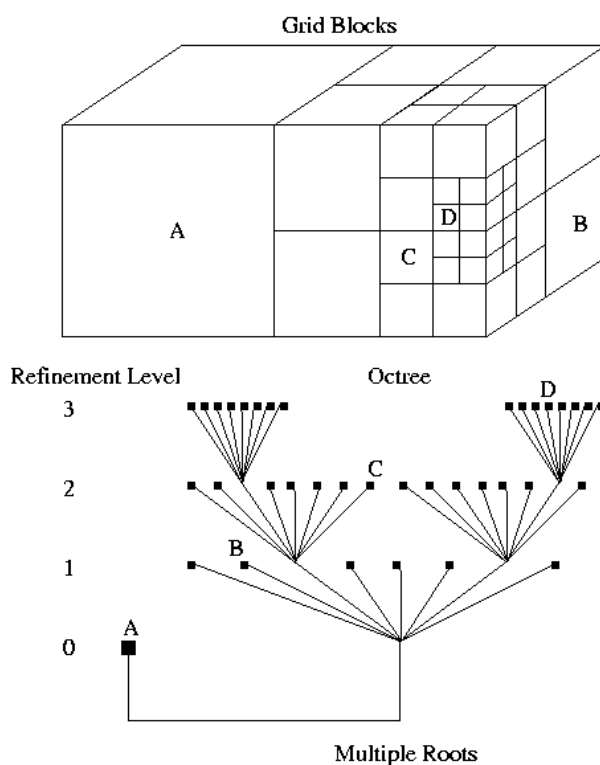 Grid Blocks
A
B
D
C
Refinement Level
Octree
D
3
C
2
B
1
A
0
Multiple Roots